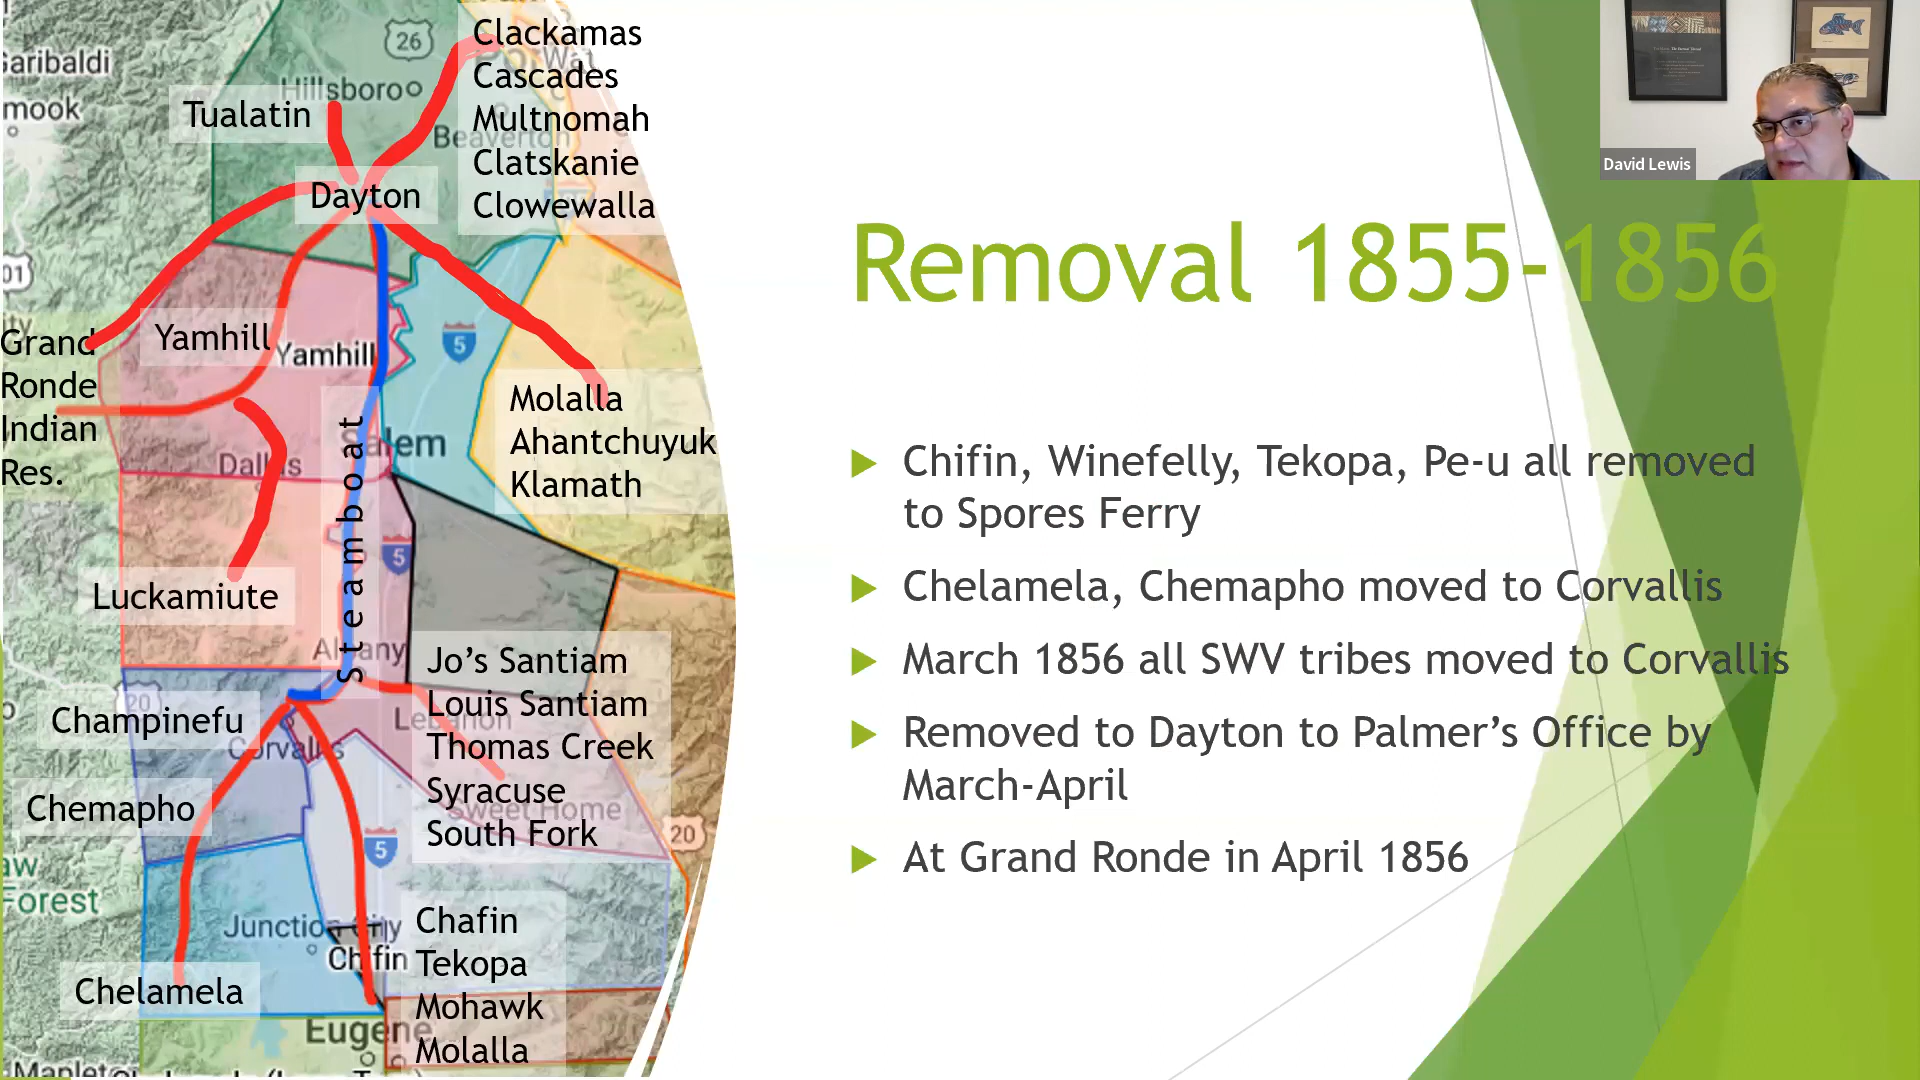 Garibaldi
mook
26
Hillsboro
Beaverton
Tualatin
Clackamas
Cascades
Multnomah
Clatskanie
Clowewalla
Dayton
01
Grand
Ronde
Indian
Res.
Yamhill
Yamhill
5
Molalla
Ahantchuyuk
Klamath
Salem
Dallas
Steamboat
5
Luckamiute
Albany
Jo’s Santiam
Louis Santiam
Thomas Creek
Syracuse
South Fork
Lebanon
Sweet Home
20
20
Champinefu
Corvallis
Chemapho
5
aw
Forest
Junction City
Chifin
Chafin
Tekopa
Mohawk
Molalla
Chelamela
Eugene
David Lewis
Removal 1855-1856
Chifin, Winefelly, Tekopa, Pe-u all removed
to Spores Ferry
Chelamela, Chemapho moved to Corvallis
March 1856 all SWV tribes moved to Corvallis
Removed to Dayton to Palmer’s Office by
March-April
At Grand Ronde in April 1856